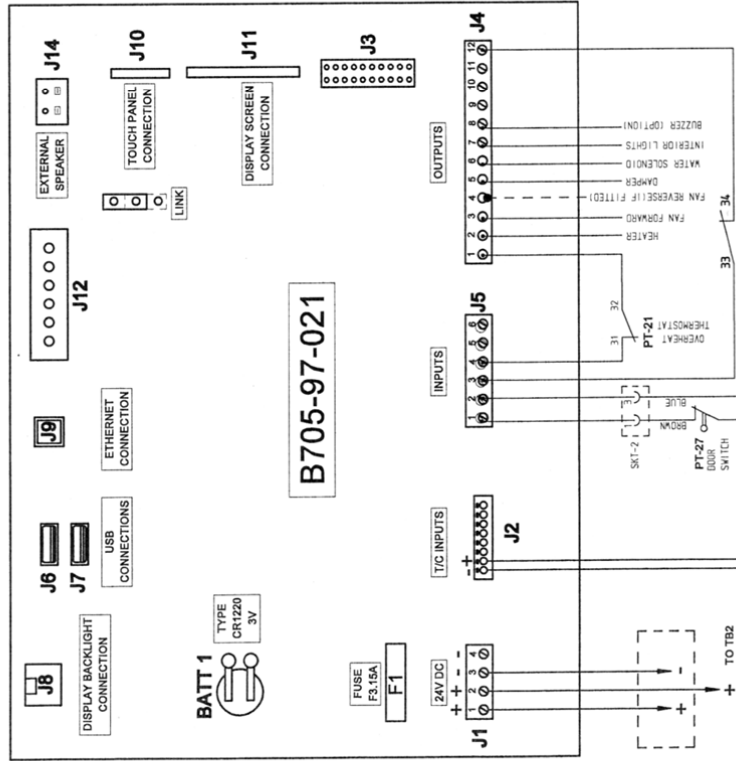 J14
J10
J11
J3
J4
EXTERNAL
SPEAKER
TOUCH PANEL
CONNECTION
DISPLAY SCREEN
CONNECTION
LINK
OUTPUTS
1 2 3 4 5 6 7 8 9 10 11 12
HEATER
FAN FORWARD
FAN REVERSE(IF FITTED)
DAMPER
WATER SOLENOID
INTERIOR LIGHTS
BUZZER (OPTION)
33 34
J12
B705-97-021
J5
INPUTS
1 2 3 4 5 6
31 32
PT-21
OVERHEAT
THERMOSTAT
SKT-2
1 3
BROWN
BLUE
PT-27
DOOR
SWITCH
J9
ETHERNET
CONNECTION
J6
J7
USB
CONNECTIONS
T/C INPUTS
- +
J2
J8
DISPLAY BACKLIGHT
CONNECTION
BATT 1
TYPE
CR1220
3V
FUSE
F3.15A
F1
24V DC
+ + - -
1 2 3 4
J1
+ -
+ TO TB2